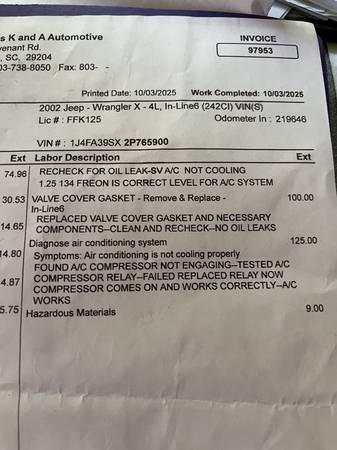 s K and A Automotive
venant Rd.
, SC, 29204
03-738-8050 Fax: 803- -
INVOICE
97953
Printed Date: 10/03/2025 Work Completed: 10/03/2025
2002 Jeep - Wrangler X - 4L, In-Line6 (242CI) VIN(S)
Lic # : FFK125 Odometer In : 219646
VIN # : 1J4FA39SX 2P765900
Ext Labor Description Ext
74.96 RECHECK FOR OIL LEAK-SV A/C NOT COOLING
1.25 134 FREON IS CORRECT LEVEL FOR A/C SYSTEM
30.53 VALVE COVER GASKET - Remove & Replace - 100.00
In-Line6
REPLACED VALVE COVER GASKET AND NECESSARY
14.65 COMPONENTS--CLEAN AND RECHECK--NO OIL LEAKS
Diagnose air conditioning system 125.00
14.80 Symptoms: Air conditioning is not cooling properly
FOUND A/C COMPRESSOR NOT ENGAGING--TESTED A/C
4.87 COMPRESSOR RELAY--FAILED REPLACED RELAY NOW
COMPRESSOR COMES ON AND WORKS CORRECTLY--A/C
WORKS
5.75 Hazardous Materials 9.00